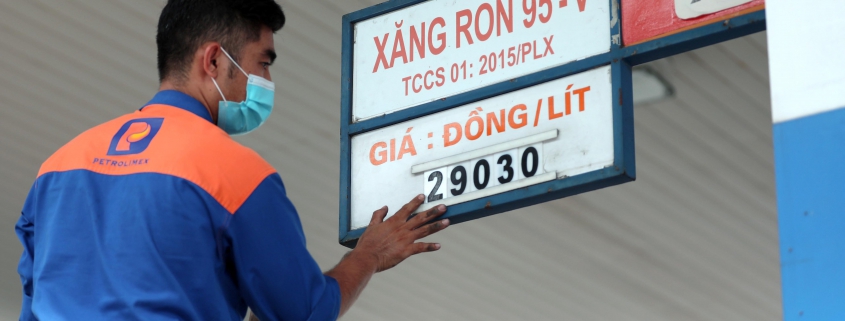 XĂNG RON 95 - V
TCCS 01: 2015/PLX
GIÁ : ĐỒNG/LÍT
29030
PETROLIMEX